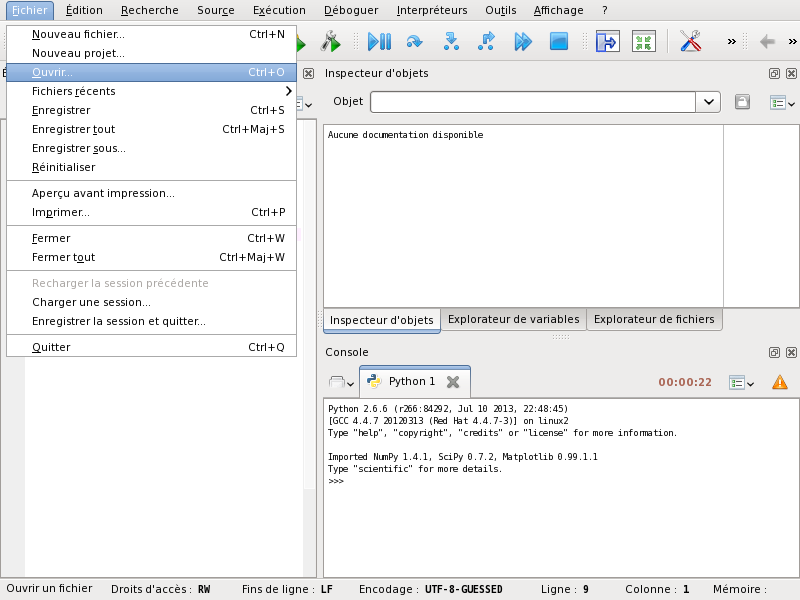 Fichier Édition Recherche Source Exécution Déboguer Interpréteurs Outils Affichage ?
Nouveau fichier... Ctrl+N
Nouveau projet...
Ouvrir... Ctrl+O
Fichiers récents
Enregistrer Ctrl+S
Enregistrer tout Ctrl+Maj+S
Enregistrer sous...
Réinitialiser
Aperçu avant impression...
Imprimer... Ctrl+P
Fermer Ctrl+W
Fermer tout Ctrl+Maj+W
Recharger la session précédente
Charger une session...
Enregistrer la session et quitter...
Quitter Ctrl+Q
Inspecteur d'objets
Objet
Aucune documentation disponible
Inspecteur d'objets Explorateur de variables Explorateur de fichiers
Console
Python 1 00:00:22
Python 2.6.6 (r266:84292, Jul 10 2013, 22:48:45)
[GCC 4.4.7 20120313 (Red Hat 4.4.7-3)] on linux2
Type "help", "copyright", "credits" or "license" for more information.
Imported NumPy 1.4.1, SciPy 0.7.2, Matplotlib 0.99.1.1
Type "scientific" for more details.
>>>
Ouvrir un fichier Droits d'accès : RW Fins de ligne : LF Encodage : UTF-8-GUESSED Ligne : 9 Colonne : 1 Mémoire :